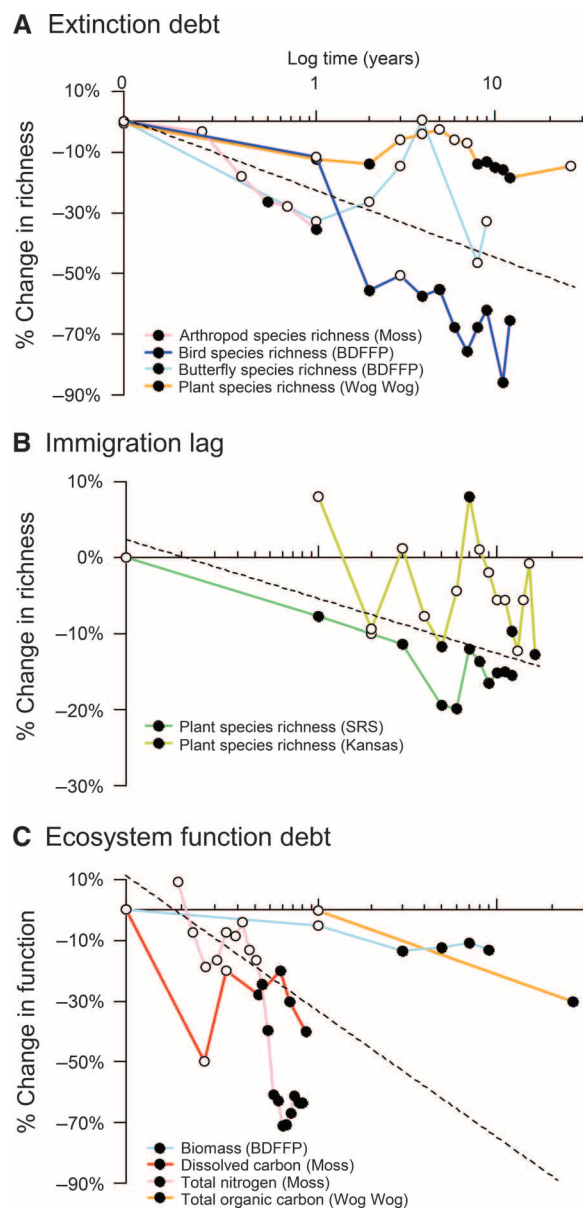 A Extinction debt
Log time (years)
0 1 10
10%
–10%
–30%
–50%
–70%
–90%
% Change in richness
Arthropod species richness (Moss)
Bird species richness (BDFFP)
Butterfly species richness (BDFFP)
Plant species richness (Wog Wog)
B Immigration lag
10%
0%
–10%
–20%
–30%
% Change in richness
Plant species richness (SRS)
Plant species richness (Kansas)
C Ecosystem function debt
10%
–10%
–30%
–50%
–70%
–90%
% Change in function
Biomass (BDFFP)
Dissolved carbon (Moss)
Total nitrogen (Moss)
Total organic carbon (Wog Wog)